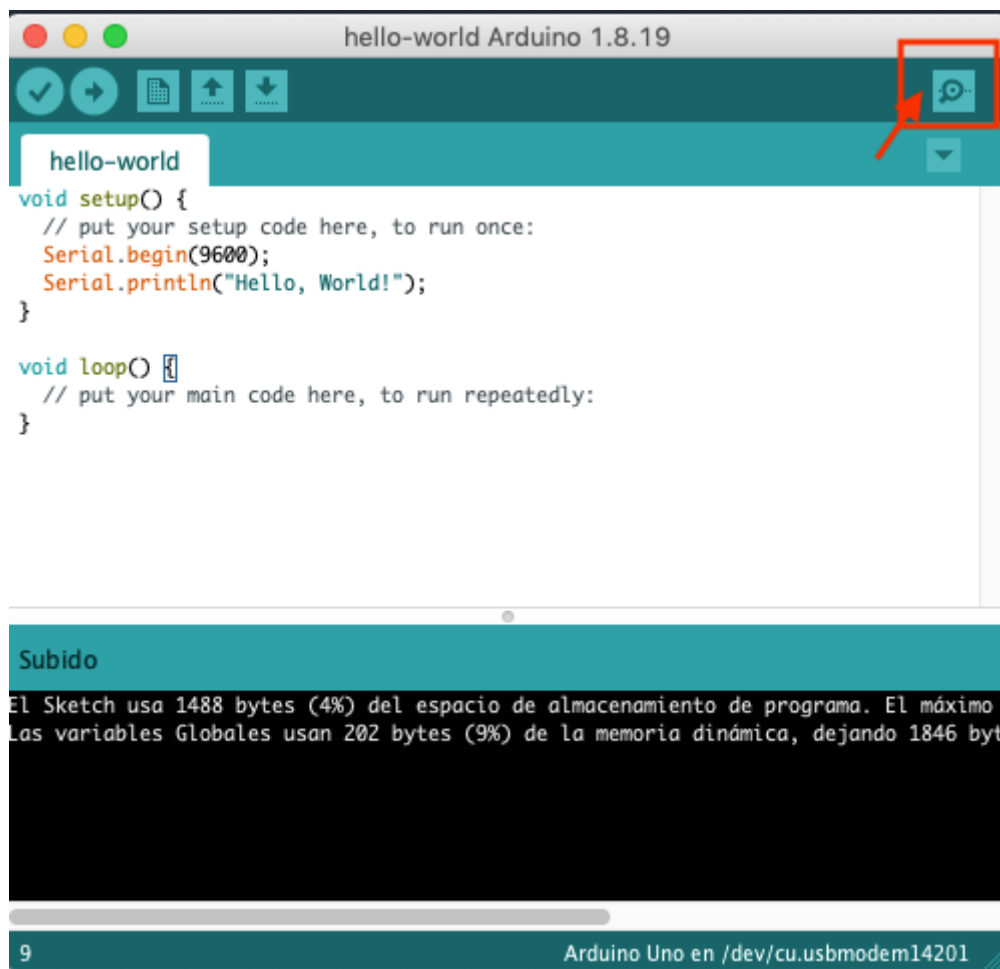 hello-world Arduino 1.8.19
hello-world
void setup() {
  // put your setup code here, to run once:
  Serial.begin(9600);
  Serial.println("Hello, World!");
}

void loop() {
  // put your main code here, to run repeatedly:
}
Subido
El Sketch usa 1488 bytes (4%) del espacio de almacenamiento de programa. El máximo
Las variables Globales usan 202 bytes (9%) de la memoria dinámica, dejando 1846 byt
9
Arduino Uno en /dev/cu.usbmodem14201